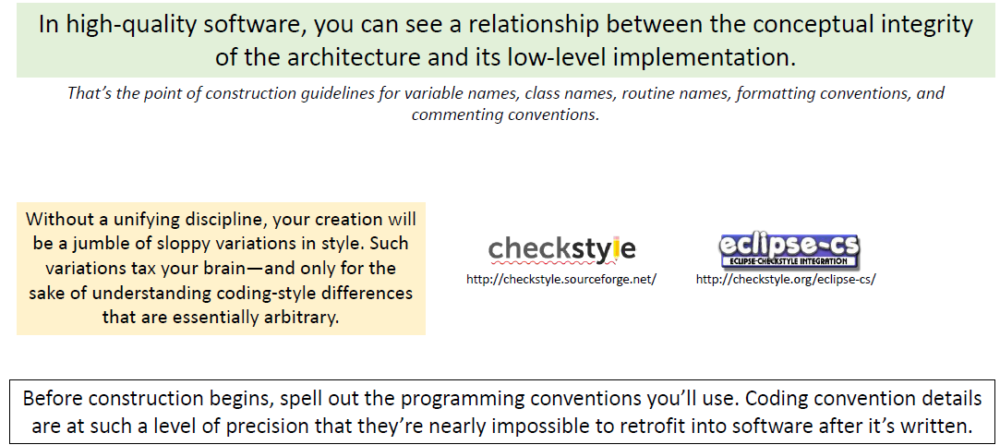 In high-quality software, you can see a relationship between the conceptual integrity
of the architecture and its low-level implementation.
That's the point of construction guidelines for variable names, class names, routine names, formatting conventions, and
commenting conventions.
Without a unifying discipline, your creation will
be a jumble of sloppy variations in style. Such
variations tax your brain—and only for the
sake of understanding coding-style differences
that are essentially arbitrary.
checkstyle
http://checkstyle.sourceforge.net/
eclipse-cs
ECLIPSE-CHECKSTYLE INTEGRATION
http://checkstyle.org/eclipse-cs/
Before construction begins, spell out the programming conventions you'll use. Coding convention details
are at such a level of precision that they're nearly impossible to retrofit into software after it's written.